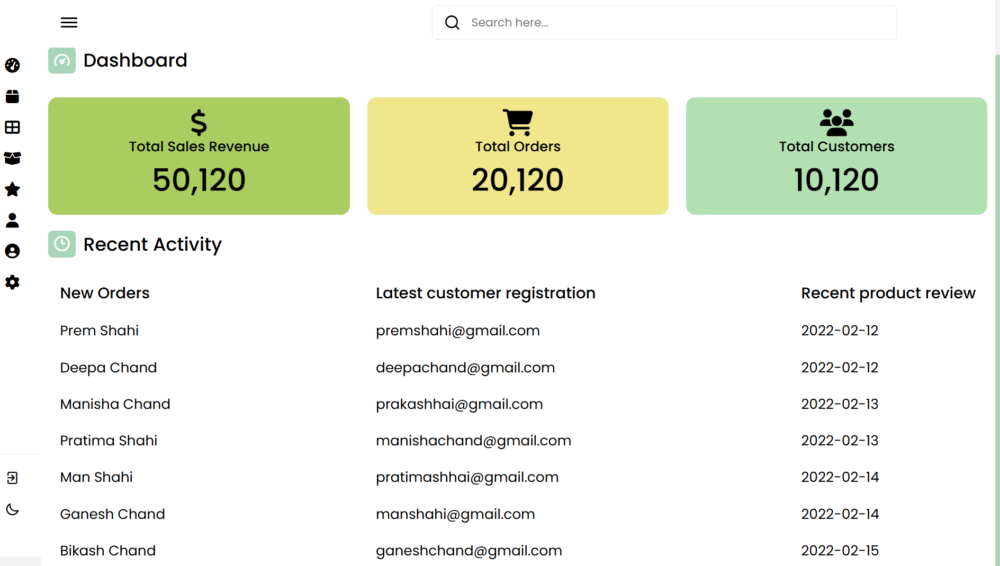 Search here...
Dashboard
Total Sales Revenue
50,120
Total Orders
20,120
Total Customers
10,120
Recent Activity
New Orders Latest customer registration Recent product review
Prem Shahi premshahi@gmail.com 2022-02-12
Deepa Chand deepachand@gmail.com 2022-02-12
Manisha Chand prakashhai@gmail.com 2022-02-13
Pratima Shahi manishachand@gmail.com 2022-02-13
Man Shahi pratimashhai@gmail.com 2022-02-14
Ganesh Chand manshahi@gmail.com 2022-02-14
Bikash Chand ganeshchand@gmail.com 2022-02-15